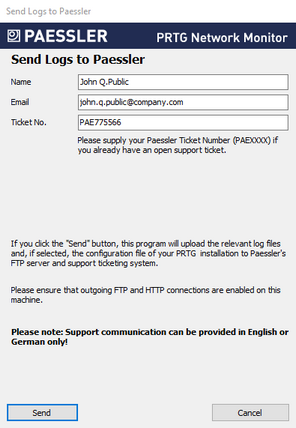 Send Logs to Paessler
PAESSLER PRTG Network Monitor
Send Logs to Paessler
Name John Q.Public
Email john.q.public@company.com
Ticket No. PAE775566
Please supply your Paessler Ticket Number (PAEXXXX) if
you already have an open support ticket.
If you click the "Send" button, this program will upload the relevant log files
and, if selected, the configuration file of your PRTG installation to Paessler's
FTP server and support ticketing system.
Please ensure that outgoing FTP and HTTP connections are enabled on this
machine.
Please note: Support communication can be provided in English or
German only!
Send Cancel